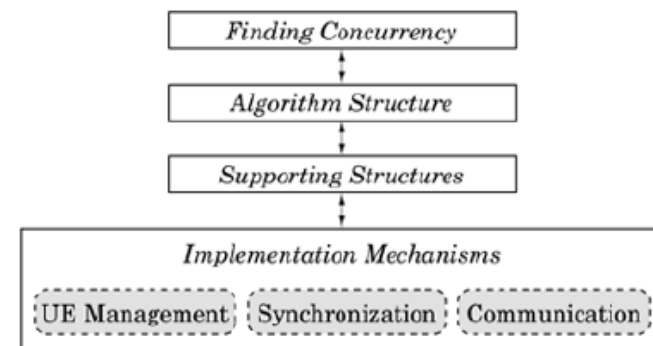 Finding Concurrency
Algorithm Structure
Supporting Structures
Implementation Mechanisms
UE Management Synchronization Communication